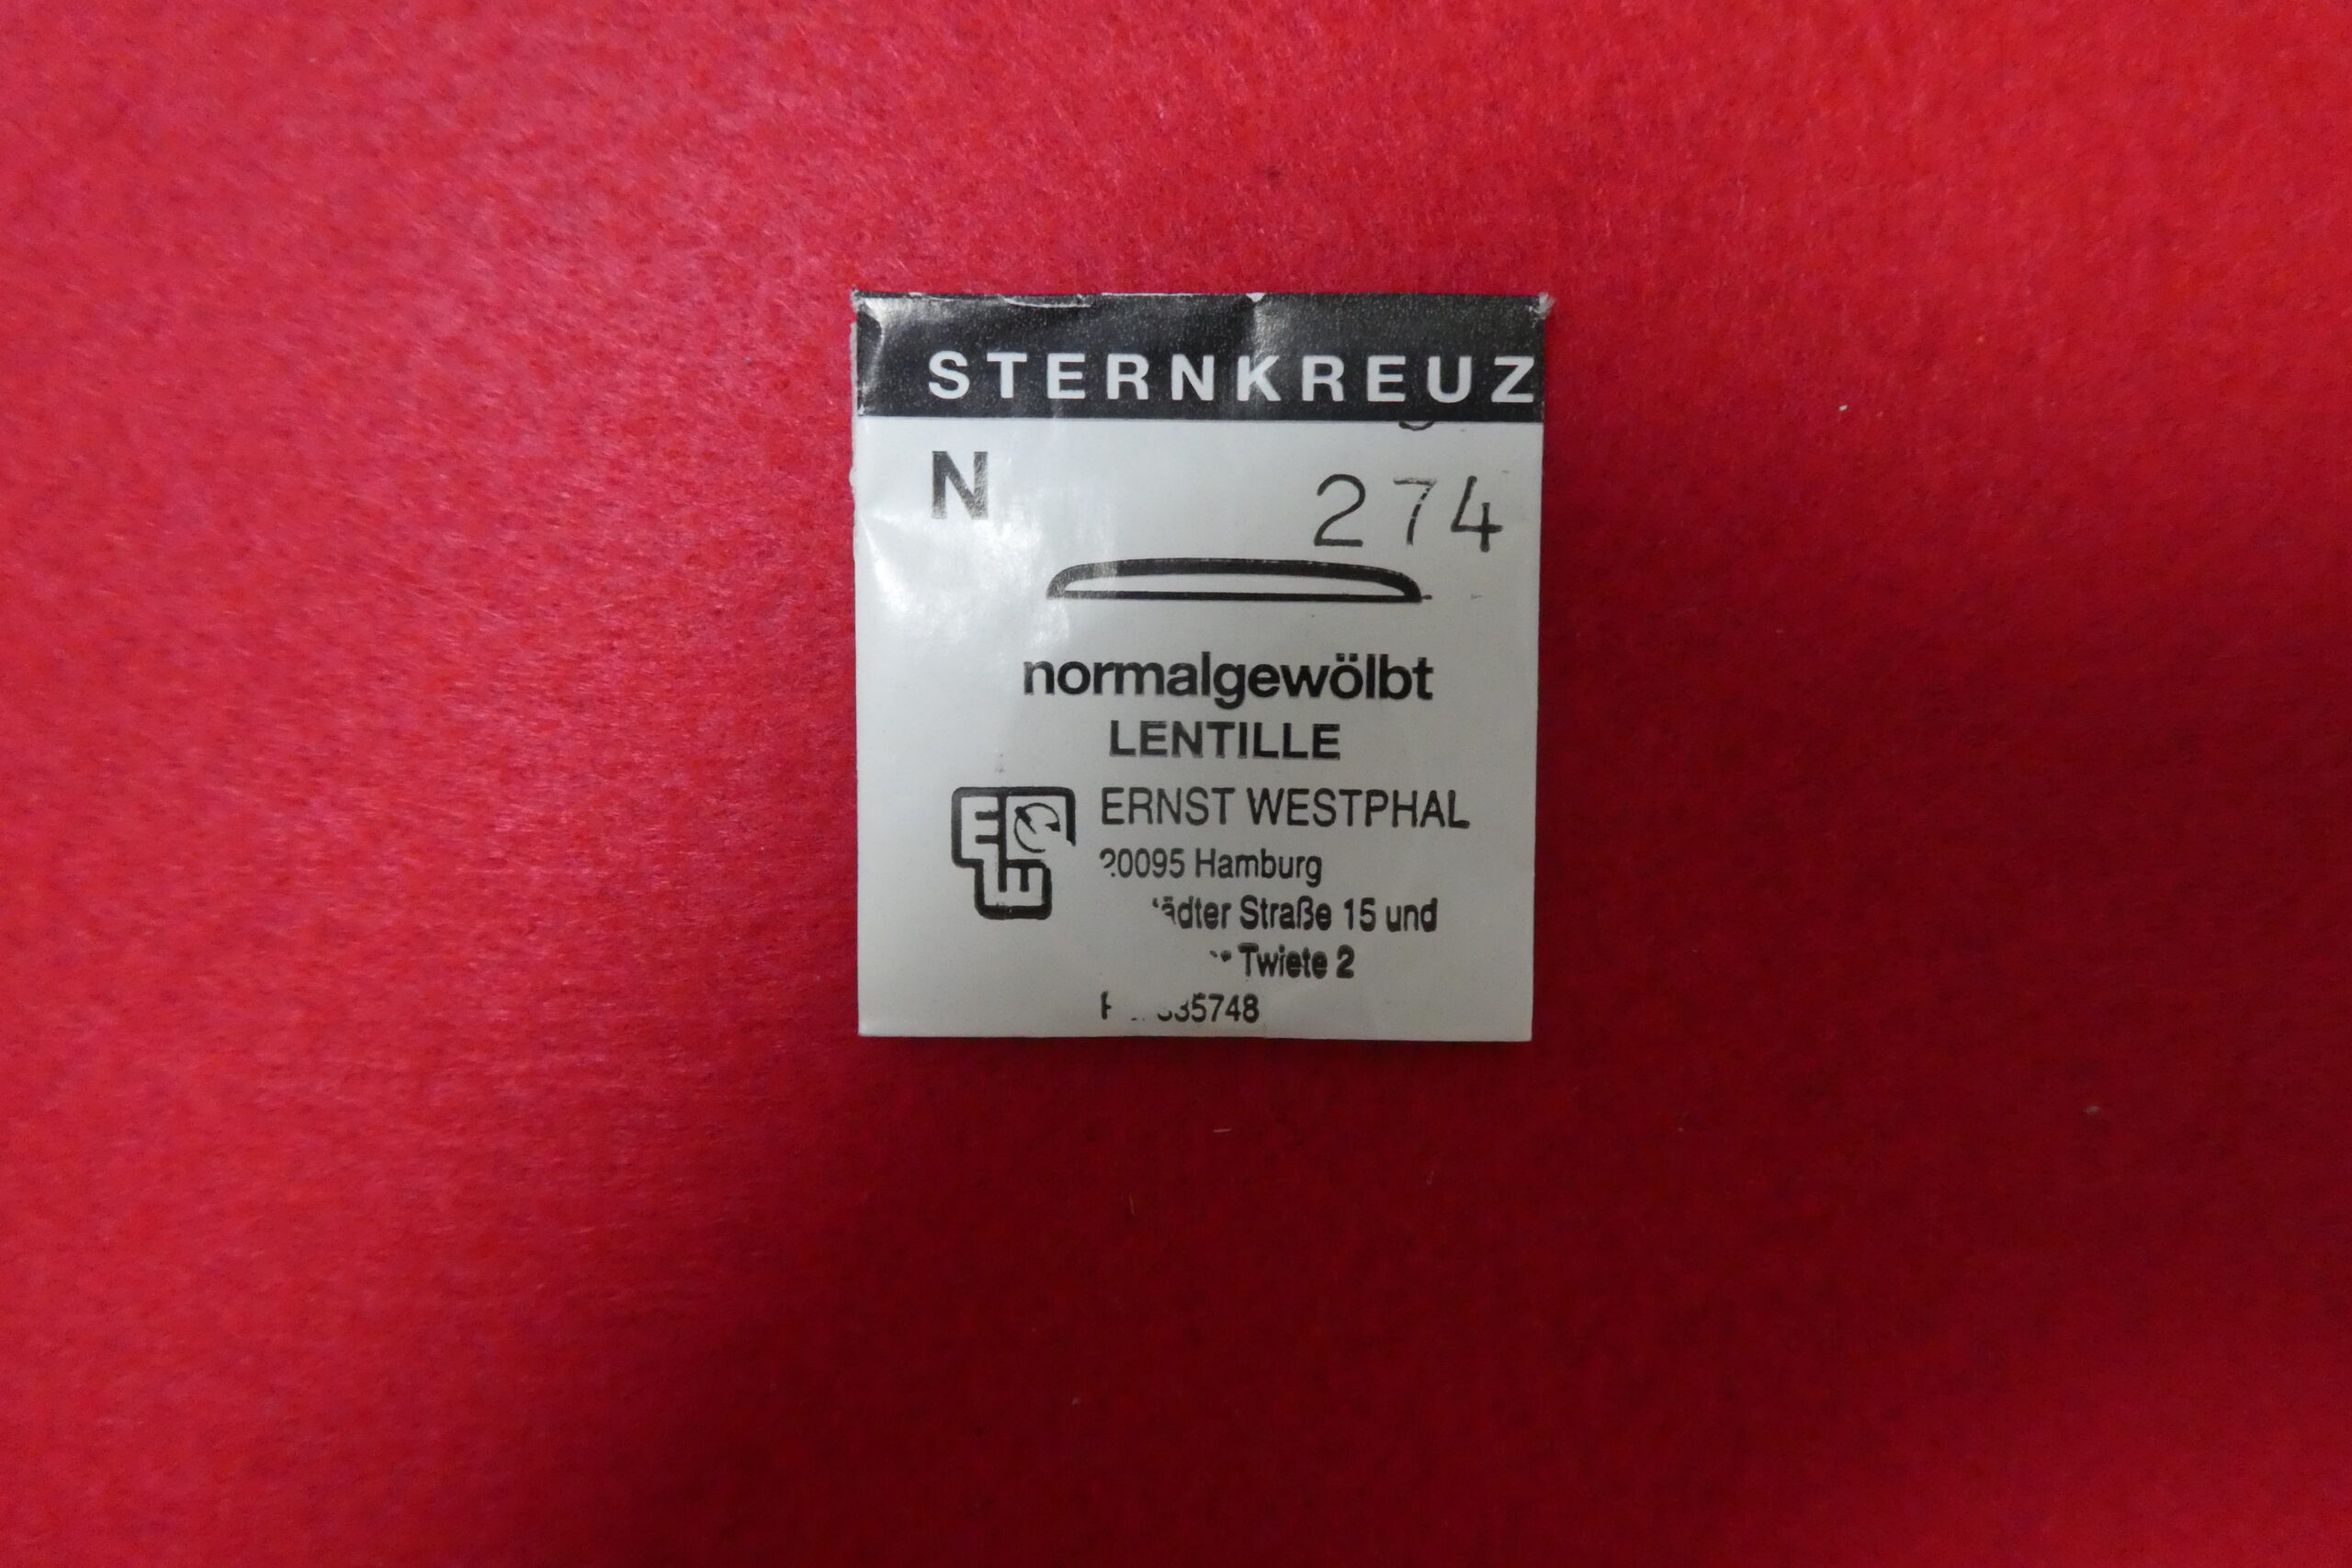 STERNKREUZ
N
274
normalgewölbt
LENTILLE
ERNST WESTPHAL
20095 Hamburg
Straße 15 und
Twiete 2